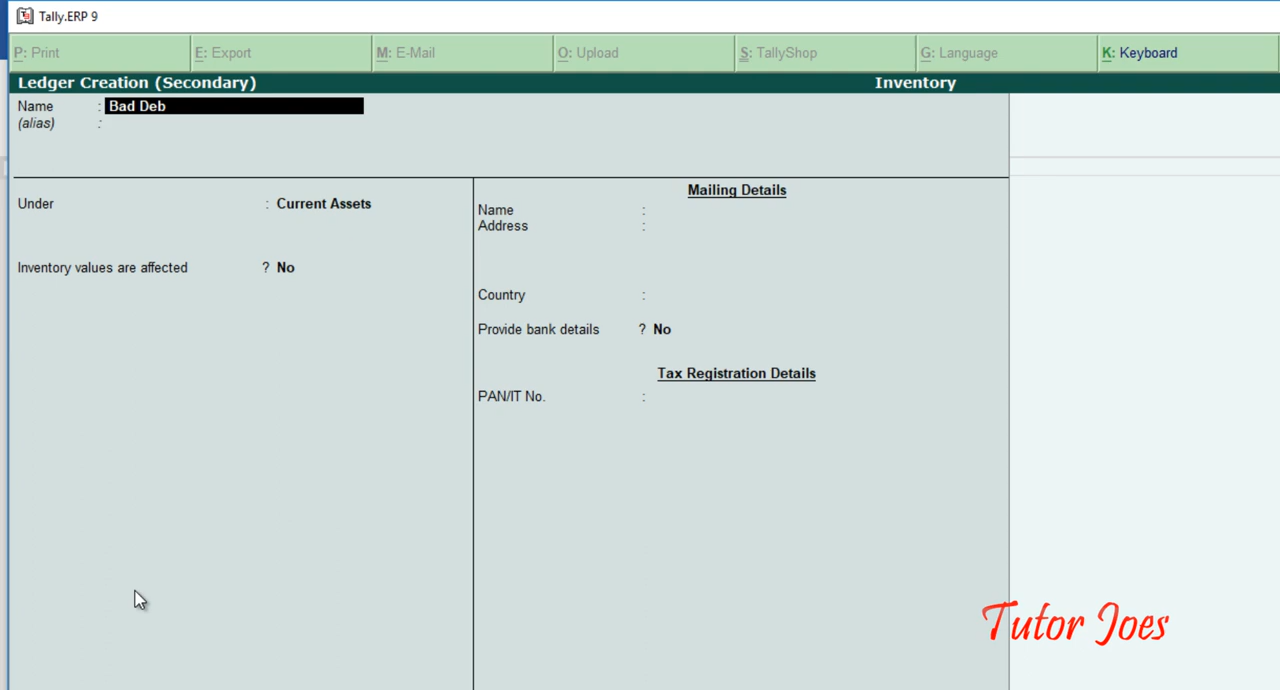 Tally.ERP 9
P: Print E: Export M: E-Mail O: Upload S: TallyShop G: Language K: Keyboard
Ledger Creation (Secondary) Inventory
Name : Bad Deb
(alias) :
Mailing Details
Under : Current Assets
Name :
Address :
Inventory values are affected ? No
Country :
Provide bank details ? No
Tax Registration Details
PAN/IT No. :
Tutor Joes